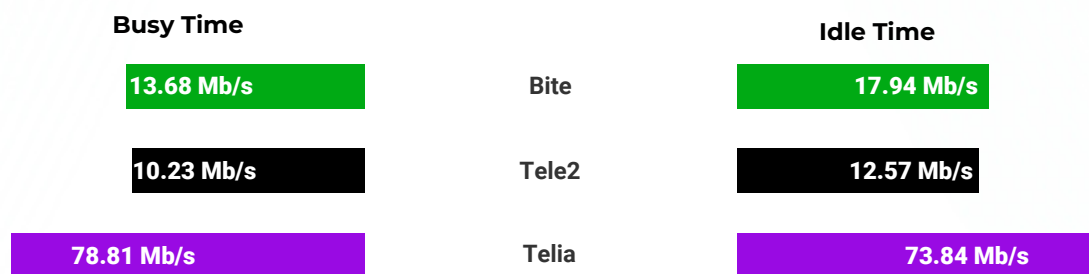 Busy Time
Idle Time
13.68 Mb/s Bite 17.94 Mb/s
10.23 Mb/s Tele2 12.57 Mb/s
78.81 Mb/s Telia 73.84 Mb/s